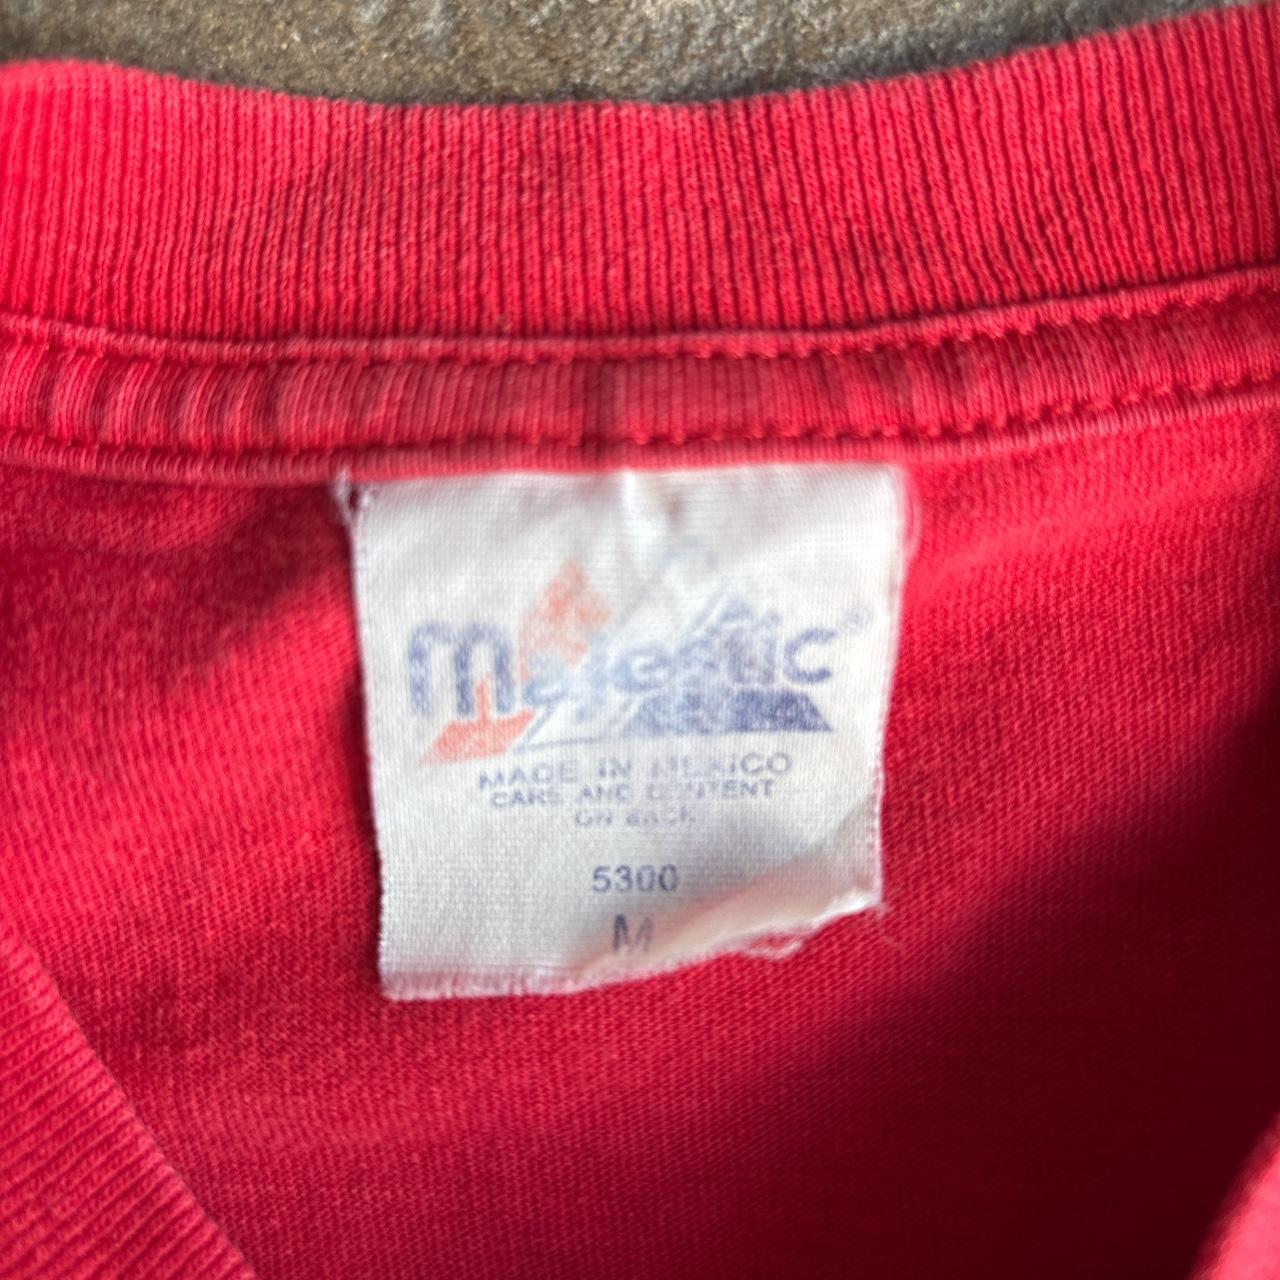 Majestic®
MADE IN MEXICO
CARE AND CONTENT
ON BACK
5300
M